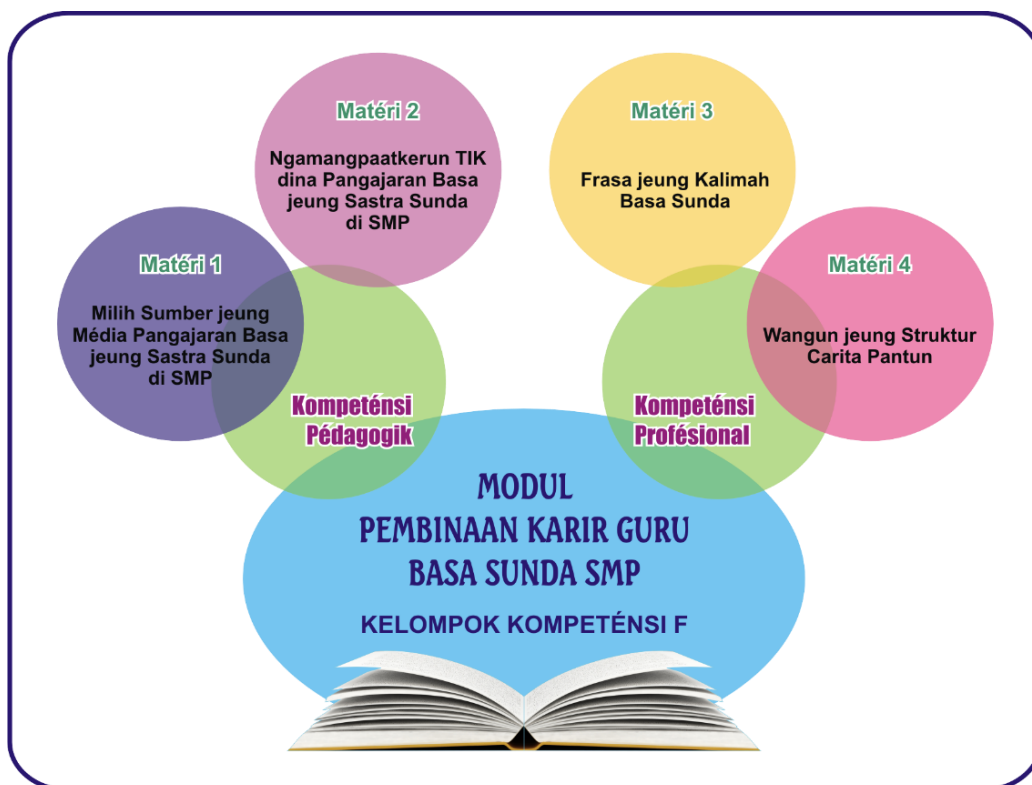 Matéri 1
Milih Sumber jeung
Média Pangajaran Basa
jeung Sastra Sunda
di SMP
Matéri 2
Ngamangpaatkerun TIK
dina Pangajaran Basa
jeung Sastra Sunda
di SMP
Matéri 3
Frasa jeung Kalimah
Basa Sunda
Matéri 4
Wangun jeung Struktur
Carita Pantun
Kompeténsi
Pédagogik
Kompeténsi
Profésional
MODUL
PEMBINAAN KARIR GURU
BASA SUNDA SMP
KELOMPOK KOMPETÉNSI F